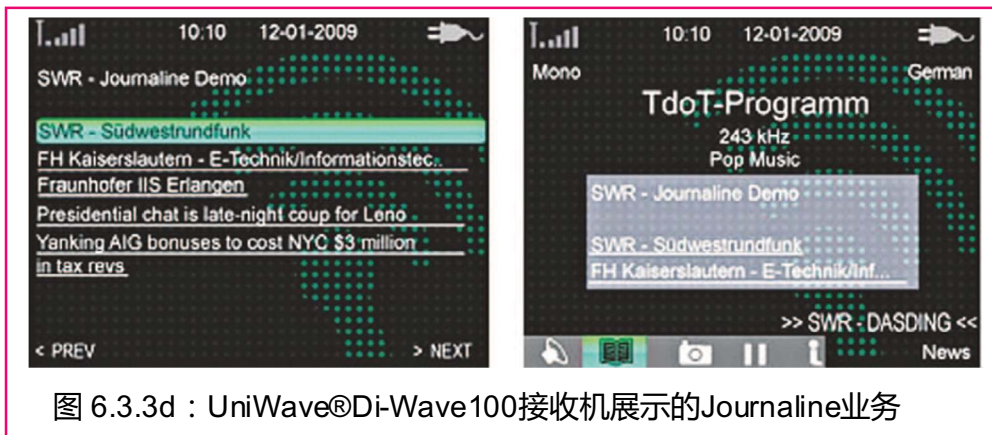 10:10 12-01-2009
SWR - Journaline Demo
SWR - Südwestrundfunk
FH Kaiserslautern - E-Technik/Informationstec..
Fraunhofer IIS Erlangen
Presidential chat is late-night coup for Leno
Yanking AIG bonuses to cost NYC $3 million
in tax revs
< PREV > NEXT
10:10 12-01-2009
Mono German
TdoT-Programm
243 kHz
Pop Music
SWR - Journaline Demo
SWR - Südwestrundfunk
FH Kaiserslautern - E-Technik/Inf...
>> SWR - DASDING <<
News
图 6.3.3d：UniWave®Di-Wave100接收机展示的Journaline业务